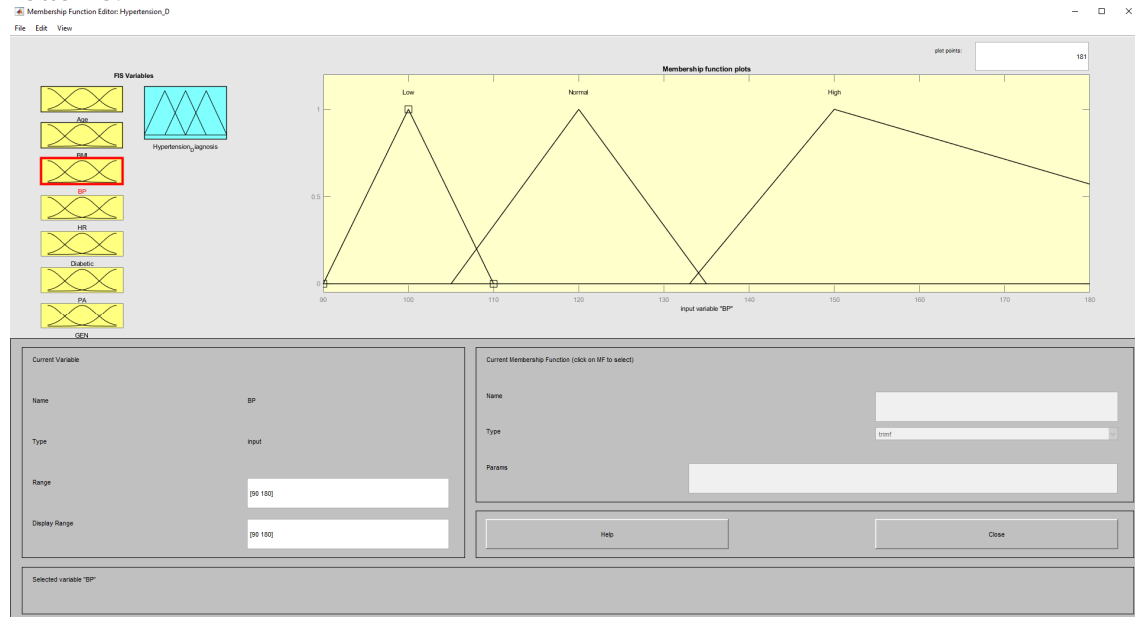 Membership Function Editor: Hypertension_D
File Edit View
plot points:
181
FIS Variables
Membership function plots
Age
BMI
BP
HR
Diabetic
PA
GEN
Hypertension_Diagnosis
Low
Normal
High
1
0.5
0
90
100
110
120
130
140
150
160
170
180
input variable "BP"
Current Variable
Name
BP
Type
input
Range
[90 180]
Display Range
[90 180]
Current Membership Function (click on MF to select)
Name
Type
trimf
Params
Help
Close
Selected variable "BP"